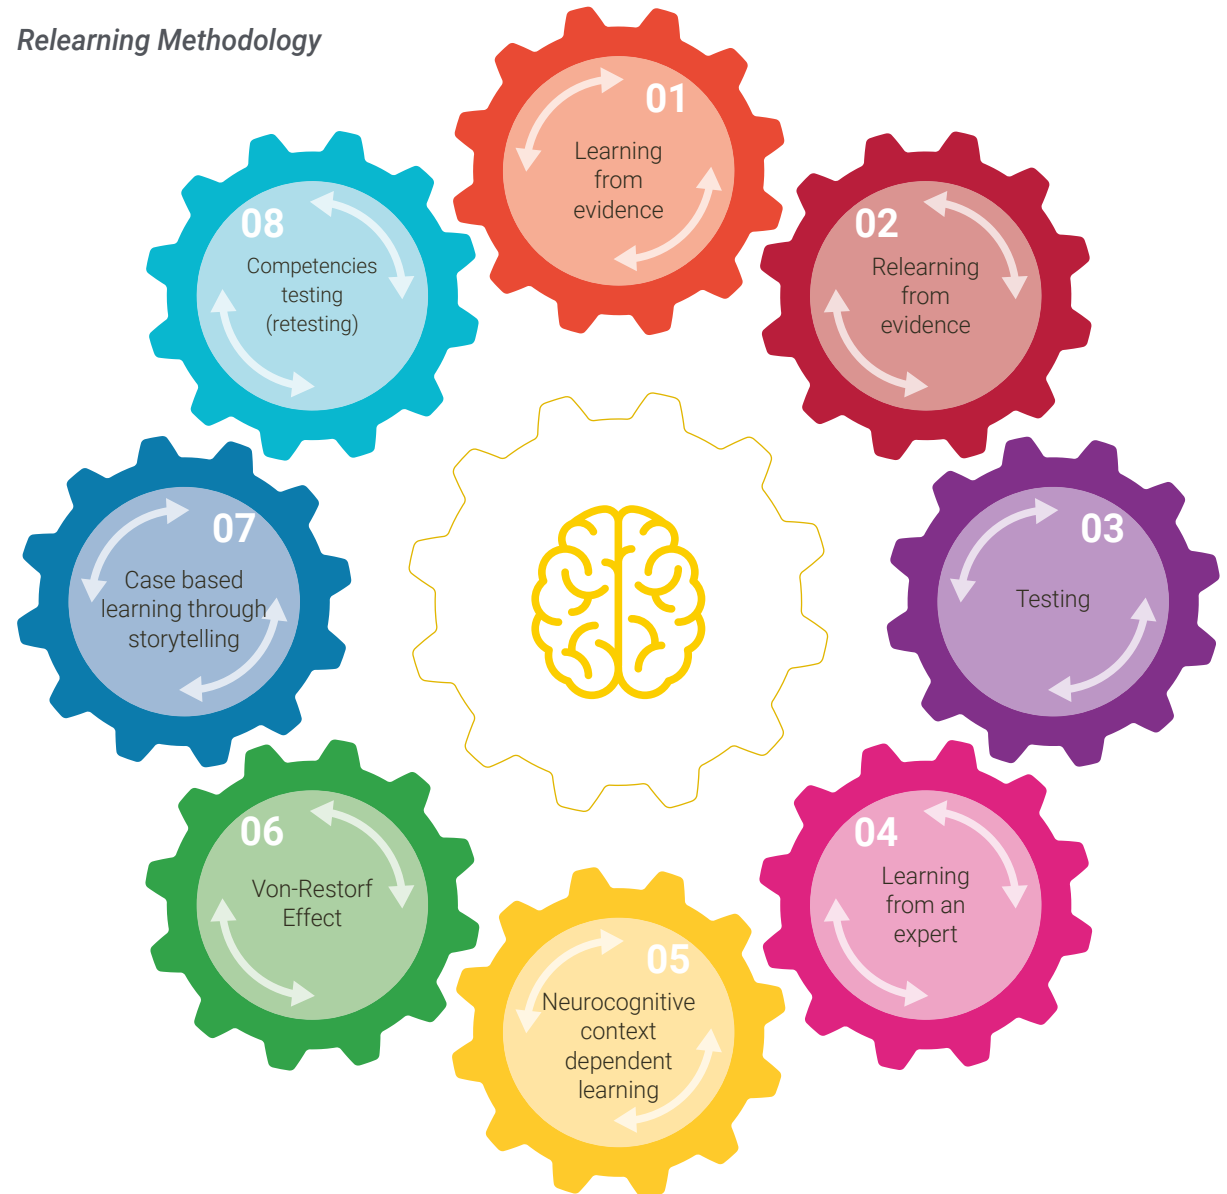 Relearning Methodology
01
Learning
from
evidence
02
Relearning
from
evidence
03
Testing
04
Learning
from an
expert
05
Neurocognitive
context
dependent
learning
06
Von-Restorf
Effect
07
Case based
learning through
storytelling
08
Competencies
testing
(retesting)